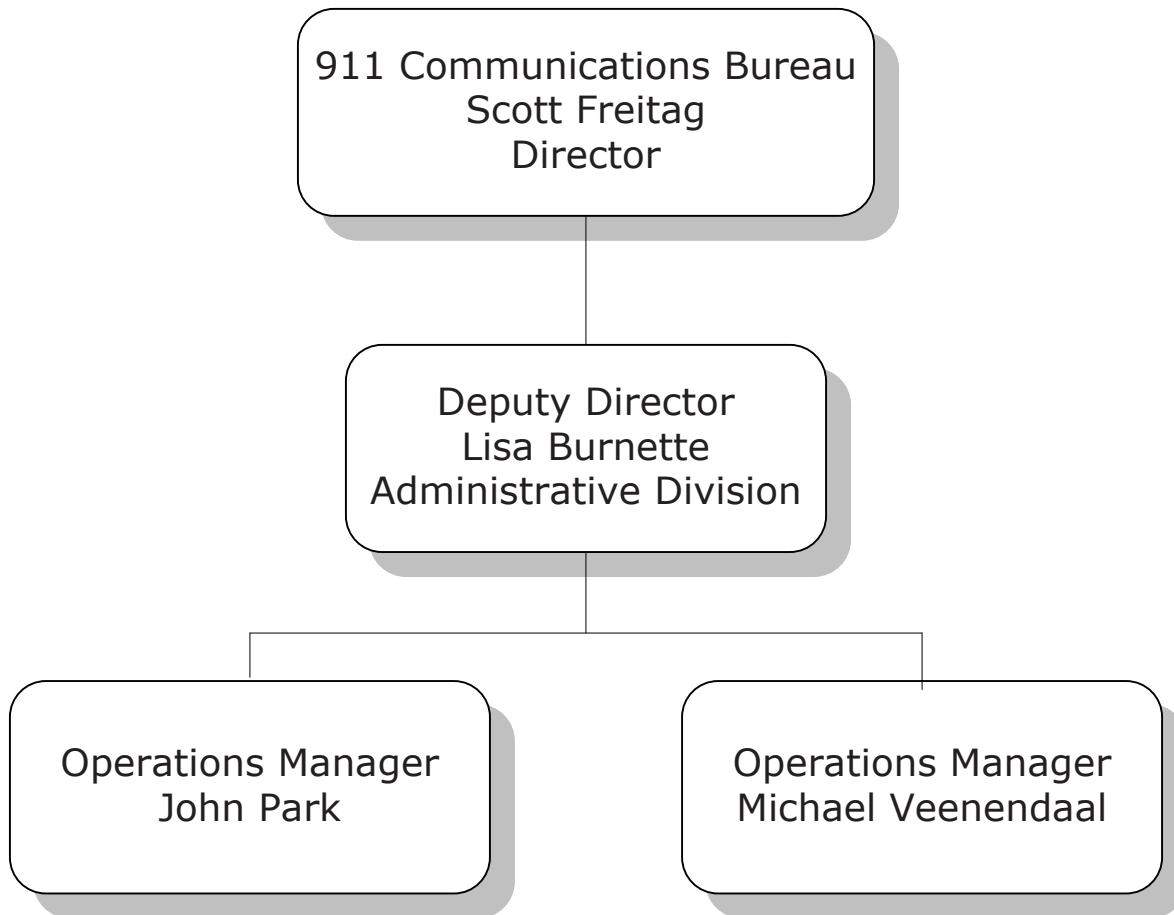 911 Communications Bureau
Scott Freitag
Director
Deputy Director
Lisa Burnette
Administrative Division
Operations Manager
John Park
Operations Manager
Michael Veenendaal